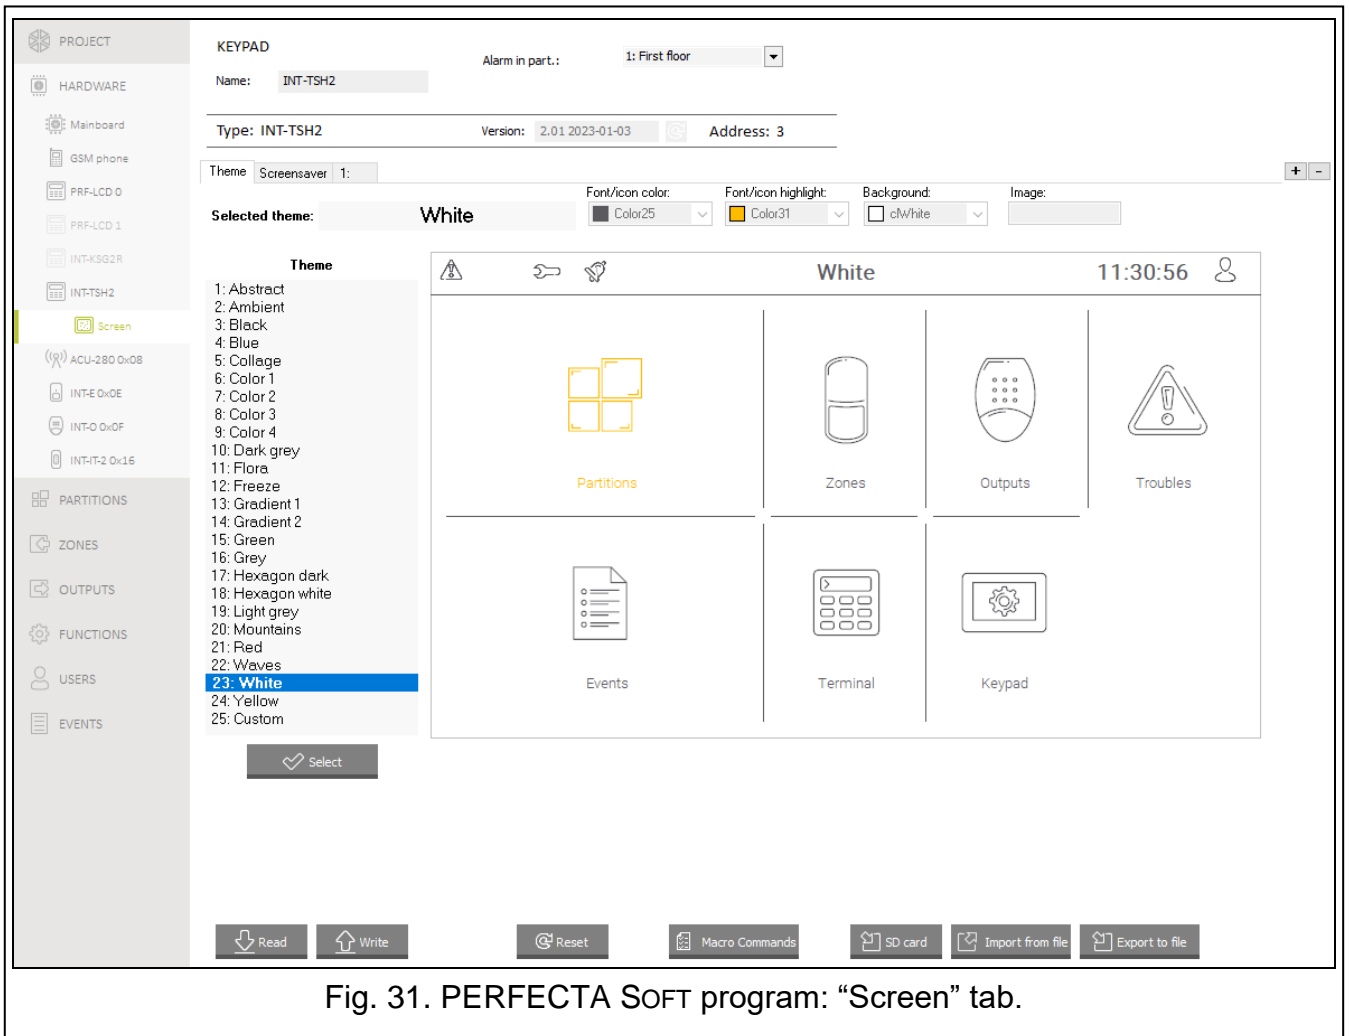 PROJECT
HARDWARE
Mainboard
GSM phone
PRF-LCD 0
PRF-LCD 1
INT-KSG2R
INT-TSH2
Screen
ACU-280 0x08
INT-E 0x0E
INT-O 0x0F
INT-IT-2 0x16
PARTITIONS
ZONES
OUTPUTS
FUNCTIONS
USERS
EVENTS
KEYPAD
Alarm in part.: 1: First floor
Name: INT-TSH2
Type: INT-TSH2 Version: 2.01 2023-01-03 Address: 3
Theme Screensaver 1: + -
Font/icon color: Font/icon highlight: Background: Image:
Selected theme: White Color25 Color31 clWhite
Theme
1: Abstract
2: Ambient
3: Black
4: Blue
5: Collage
6: Color 1
7: Color 2
8: Color 3
9: Color 4
10: Dark grey
11: Flora
12: Freeze
13: Gradient 1
14: Gradient 2
15: Green
16: Grey
17: Hexagon dark
18: Hexagon white
19: Light grey
20: Mountains
21: Red
22: Waves
23: White
24: Yellow
25: Custom
Select
White 11:30:56
Partitions Zones Outputs Troubles
Events Terminal Keypad
Read Write Reset Macro Commands SD card Import from file Export to file
Fig. 31. PERFECTA SOFT program: “Screen” tab.